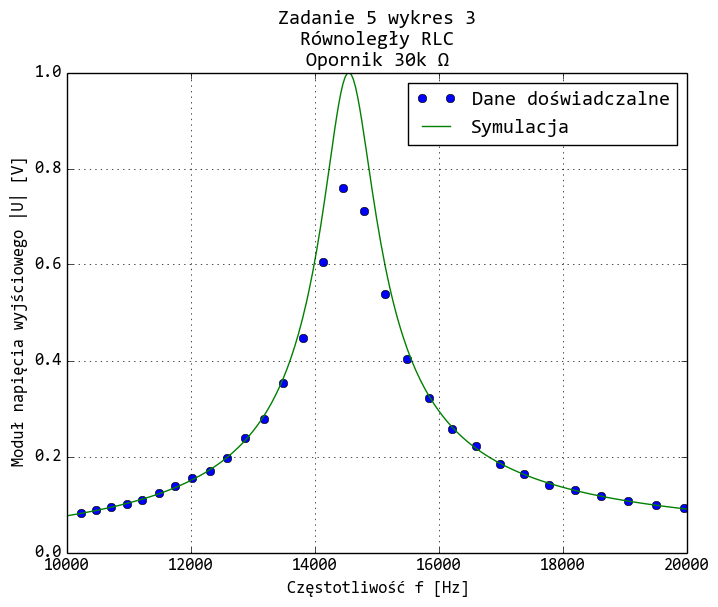 Zadanie 5 wykres 3
Równoległy RLC
Opornik 30k Ω
Dane doświadczalne
Symulacja
Moduł napięcia wyjściowego |U| [V]
1.0
0.8
0.6
0.4
0.2
0.0
10000 12000 14000 16000 18000 20000
Częstotliwość f [Hz]